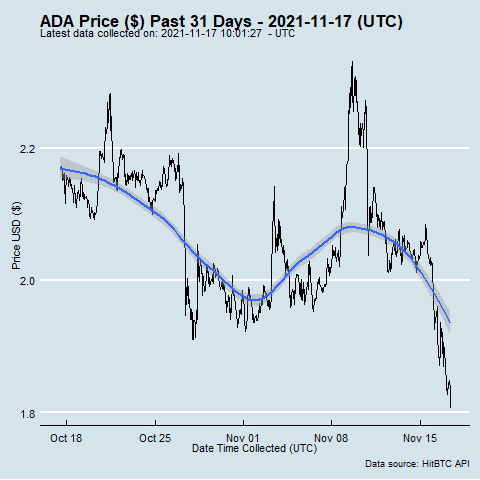 ADA Price ($) Past 31 Days - 2021-11-17 (UTC)
Latest data collected on: 2021-11-17 10:01:27  - UTC
Price USD ($)
2.2
2.0
1.8
Oct 18
Oct 25
Nov 01
Nov 08
Nov 15
Date Time Collected (UTC)
Data source: HitBTC API